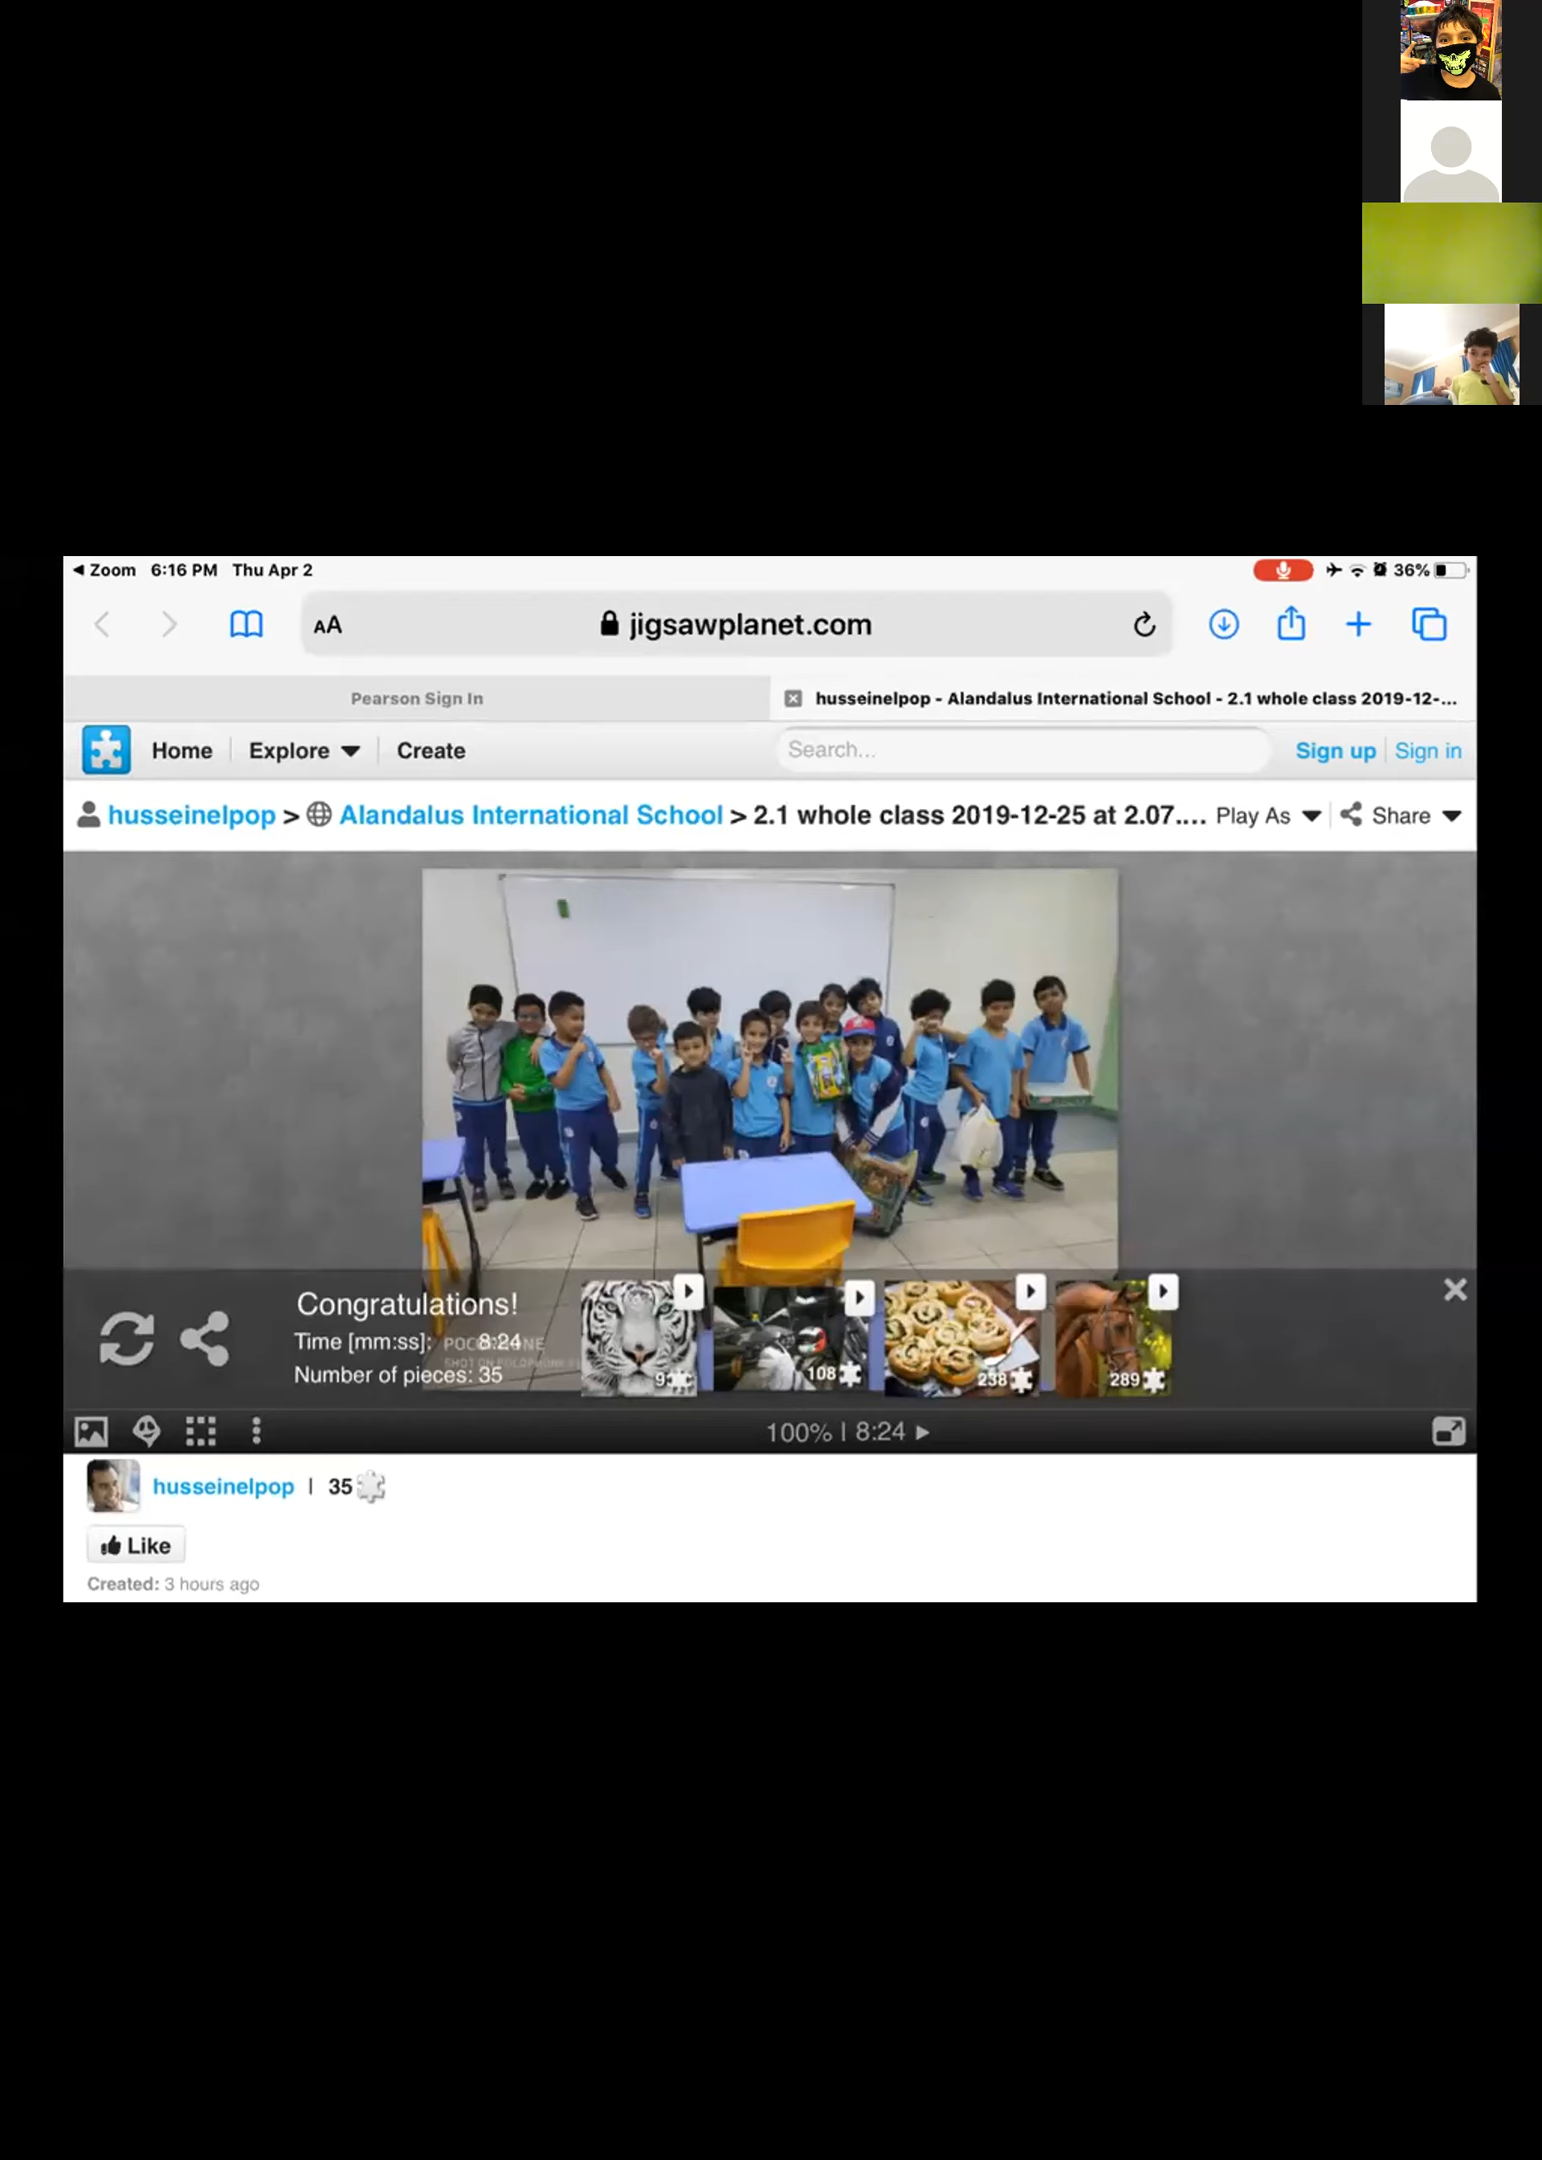 Zoom 6:16 PM Thu Apr 2 36%
AA jigsawplanet.com
Pearson Sign In
husseinelpop - Alandalus International School - 2.1 whole class 2019-12-...
Home Explore Create Search... Sign up Sign in
husseinelpop > Alandalus International School > 2.1 whole class 2019-12-25 at 2.07.... Play As Share
Congratulations!
Time [mm:ss]: 8:24
Number of pieces: 35
9
108
238
289
100% | 8:24
husseinelpop | 35
Like
Created: 3 hours ago